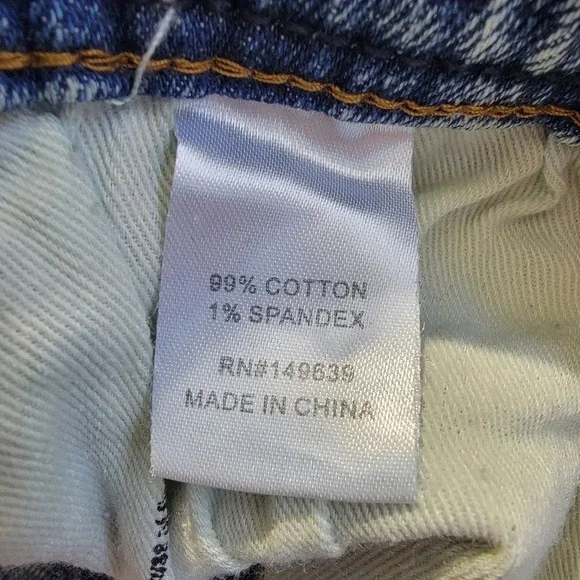 99% COTTON
1% SPANDEX
RN#149639
MADE IN CHINA